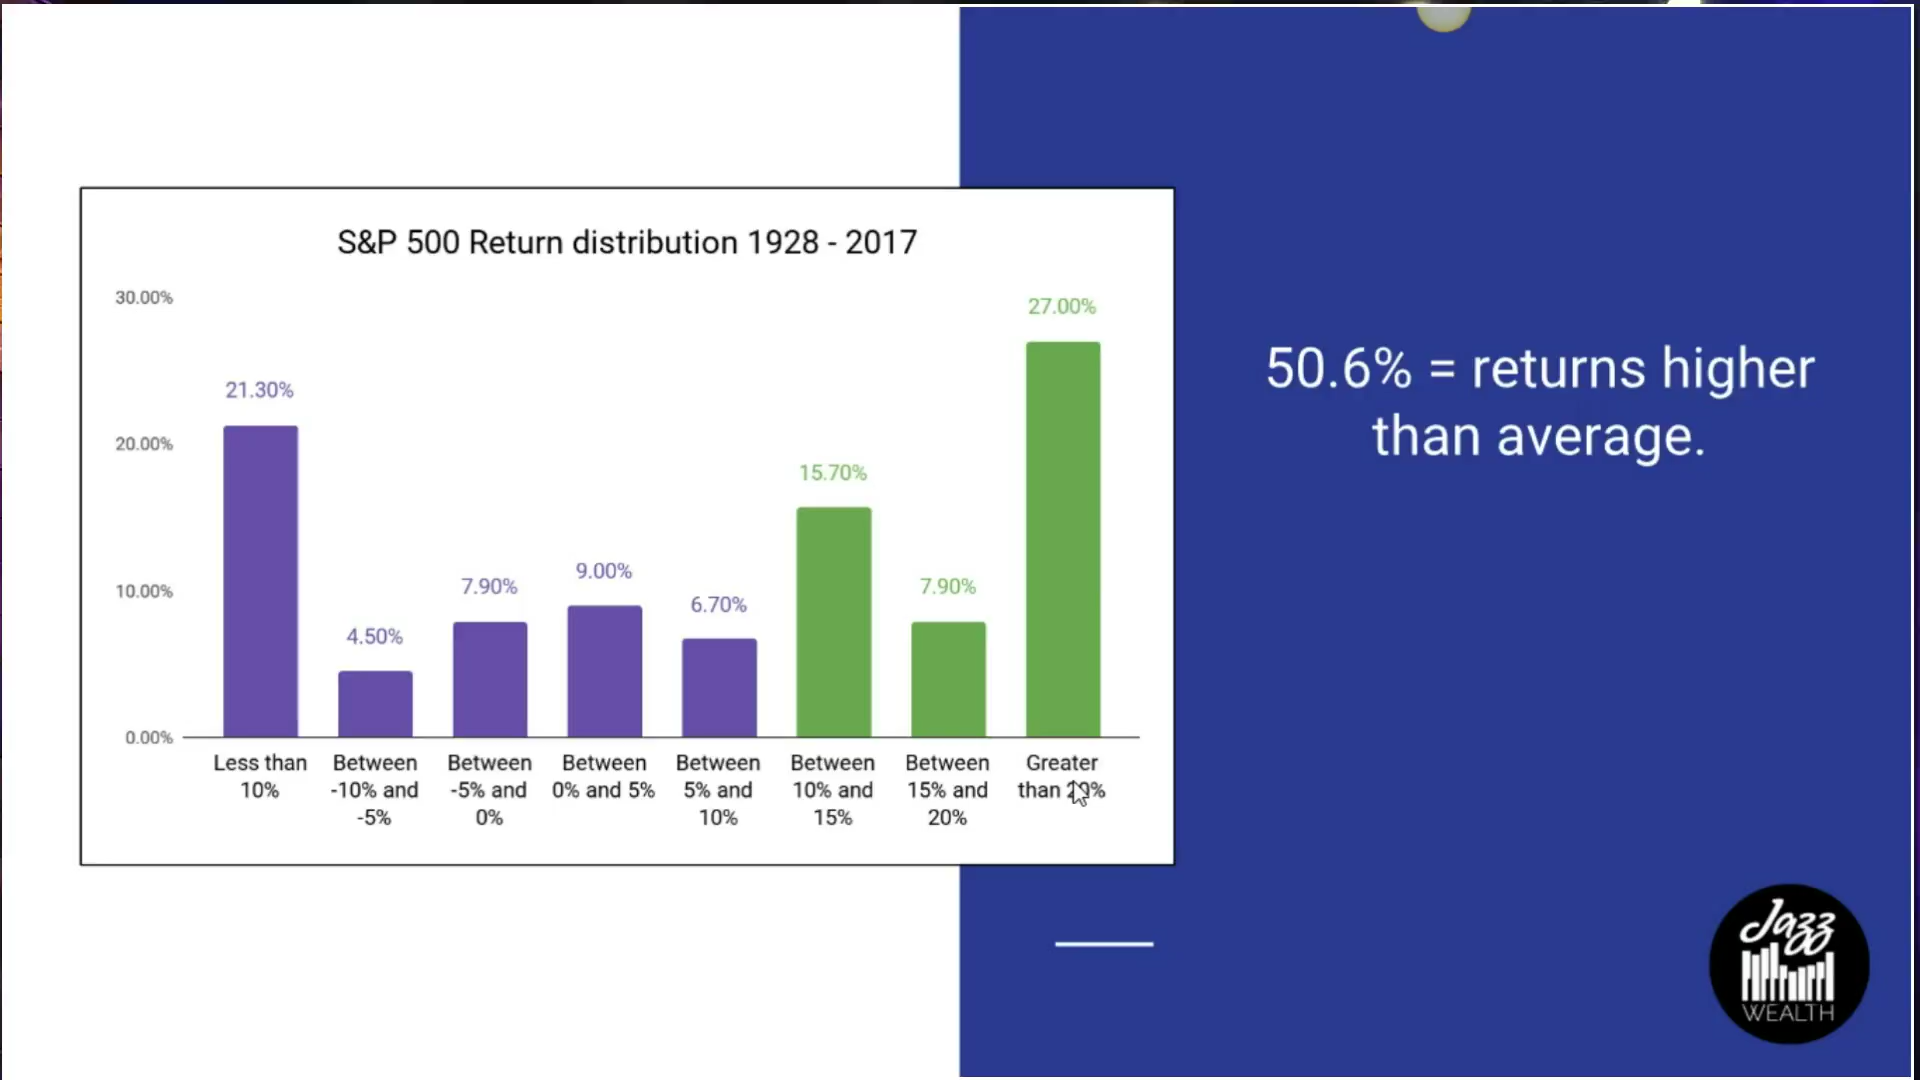 S&P 500 Return distribution 1928 - 2017
30.00%
20.00%
10.00%
0.00%
21.30%
4.50%
7.90%
9.00%
6.70%
15.70%
7.90%
27.00%
Less than
10%
Between
-10% and
-5%
Between
-5% and
0%
Between
0% and 5%
Between
5% and
10%
Between
10% and
15%
Between
15% and
20%
Greater
than 20%
50.6% = returns higher
than average.
Jazz
WEALTH